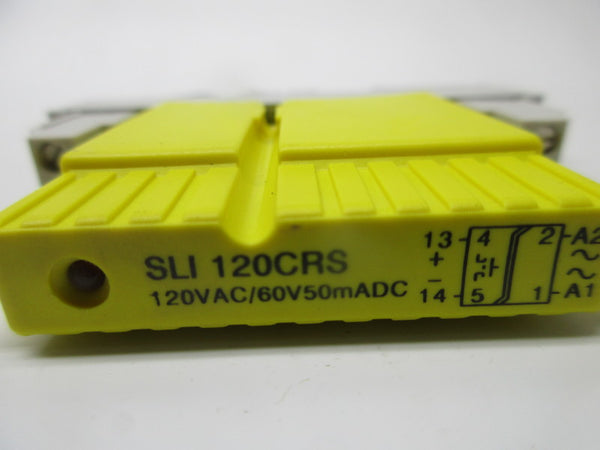 SLI 120CRS
120VAC/60V50mADC
13 4 2 A2
+ ~
− ~
14 5 1 A1